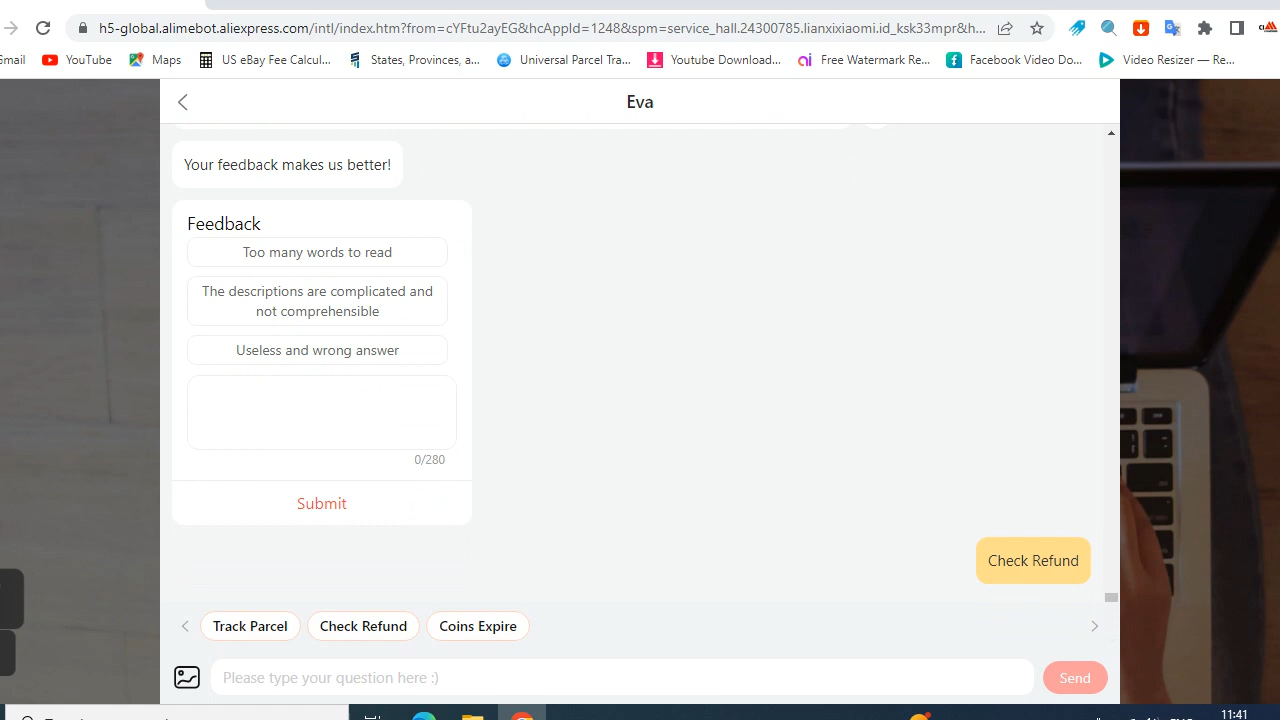 h5-global.alimebot.aliexpress.com/intl/index.htm?from=cYFtu2ayEG&hcAppId=1248&spm=service_hall.24300785.lianxixiaomi.id_ksk33mpr&h...
Gmail YouTube Maps US eBay Fee Calcul... States, Provinces, a... Universal Parcel Tra... Youtube Download... Free Watermark Re... Facebook Video Do... Video Resizer — Re...
Eva
Your feedback makes us better!
Feedback
Too many words to read
The descriptions are complicated and
not comprehensible
Useless and wrong answer
0/280
Submit
Check Refund
Track Parcel Check Refund Coins Expire
Please type your question here :)
Send
11:41